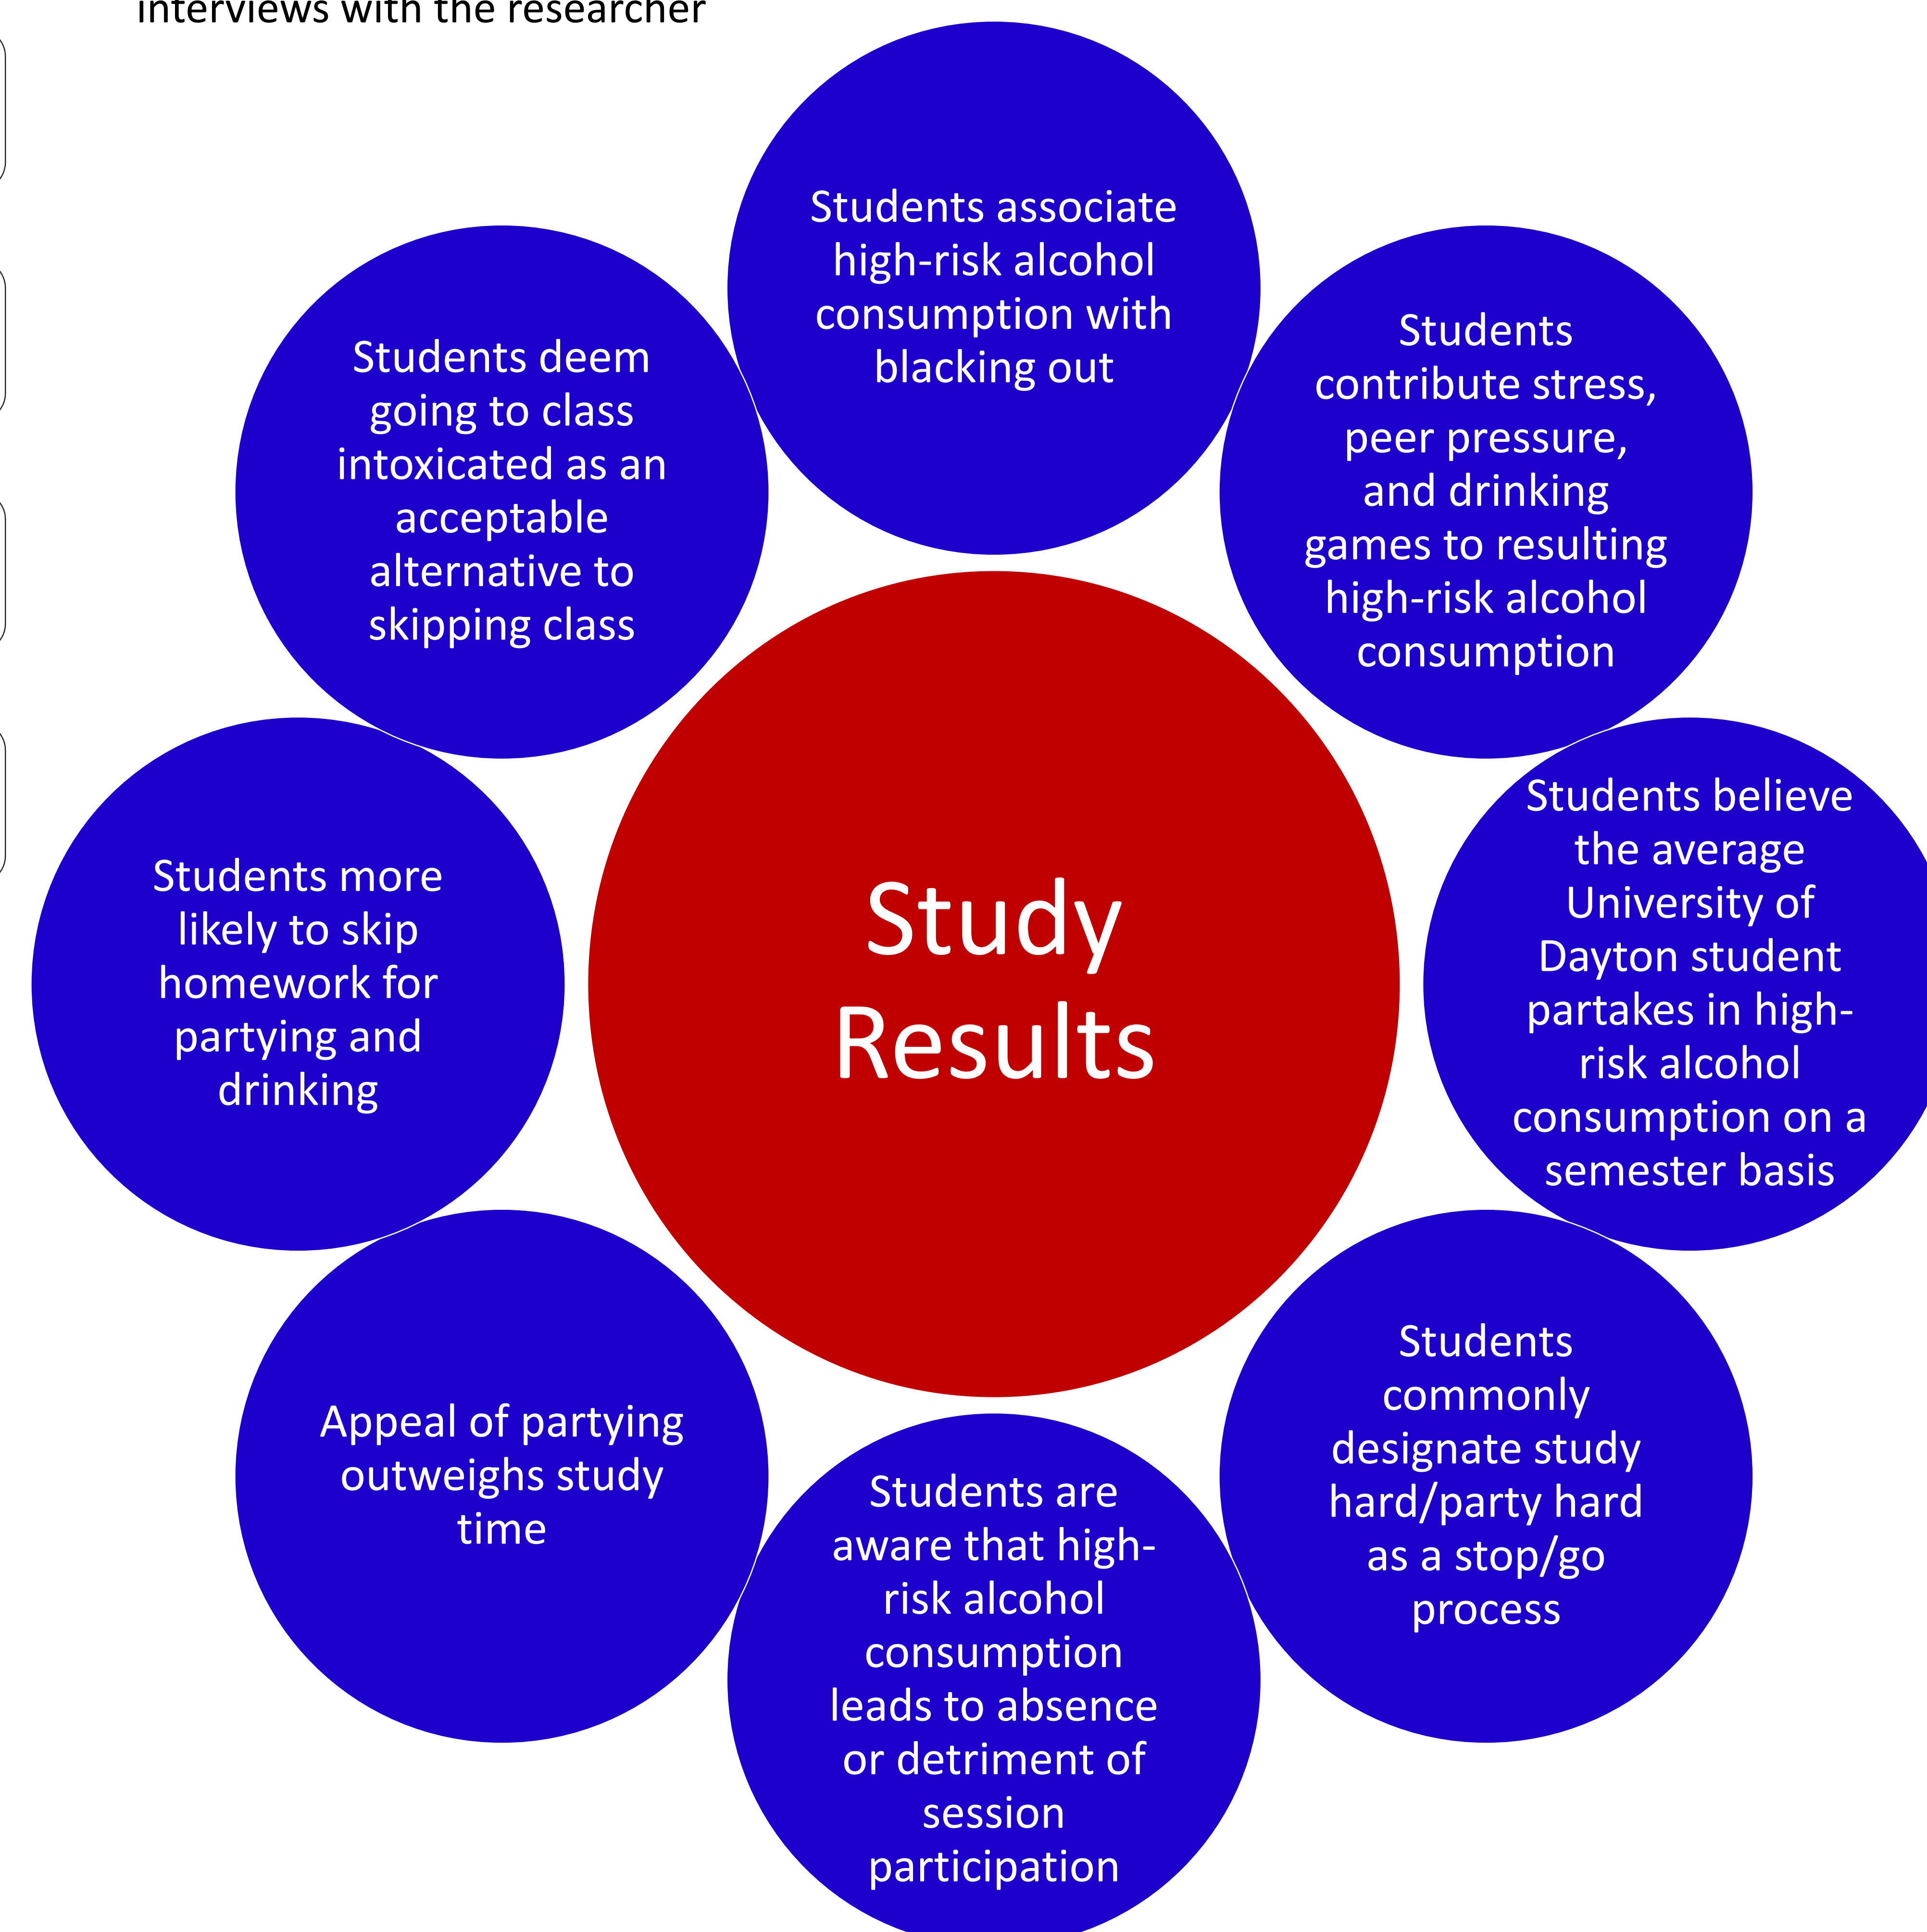 interviews with the researcher
Students associate
high-risk alcohol
consumption with
blacking out
Students
contribute stress,
peer pressure,
and drinking
games to resulting
high-risk alcohol
consumption
Students believe
the average
University of
Dayton student
partakes in high-
risk alcohol
consumption on a
semester basis
Students
commonly
designate study
hard/party hard
as a stop/go
process
Students are
aware that high-
risk alcohol
consumption
leads to absence
or detriment of
session
participation
Appeal of partying
outweighs study
time
Students more
likely to skip
homework for
partying and
drinking
Students deem
going to class
intoxicated as an
acceptable
alternative to
skipping class
Study
Results